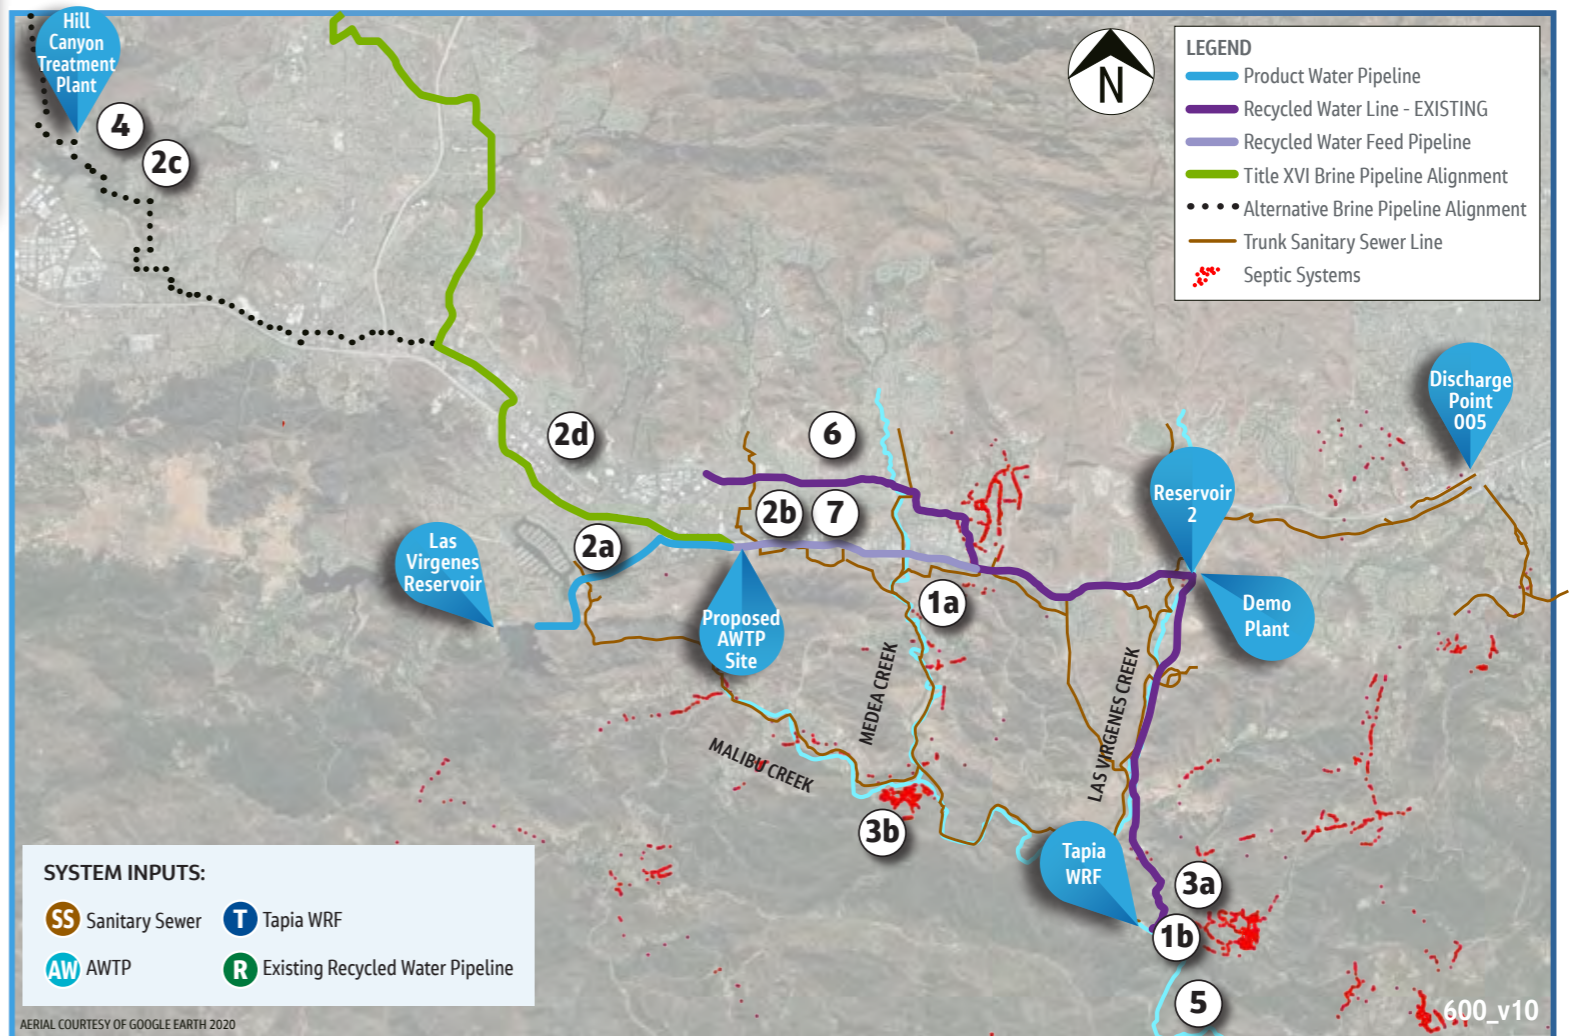 Hill
Canyon
Treatment
Plant
4
2c
N
LEGEND
Product Water Pipeline
Recycled Water Line - EXISTING
Recycled Water Feed Pipeline
Title XVI Brine Pipeline Alignment
Alternative Brine Pipeline Alignment
Trunk Sanitary Sewer Line
Septic Systems
Discharge
Point
005
2d
6
Reservoir
2
2b
7
2a
Las
Virgenes
Reservoir
1a
Demo
Plant
Proposed
AWTP
Site
MEDEA CREEK
LAS VIRGENES CREEK
MALIBU CREEK
3b
Tapia
WRF
3a
1b
5
SYSTEM INPUTS:
SS Sanitary Sewer
T Tapia WRF
AW AWTP
R Existing Recycled Water Pipeline
600_v10
AERIAL COURTESY OF GOOGLE EARTH 2020